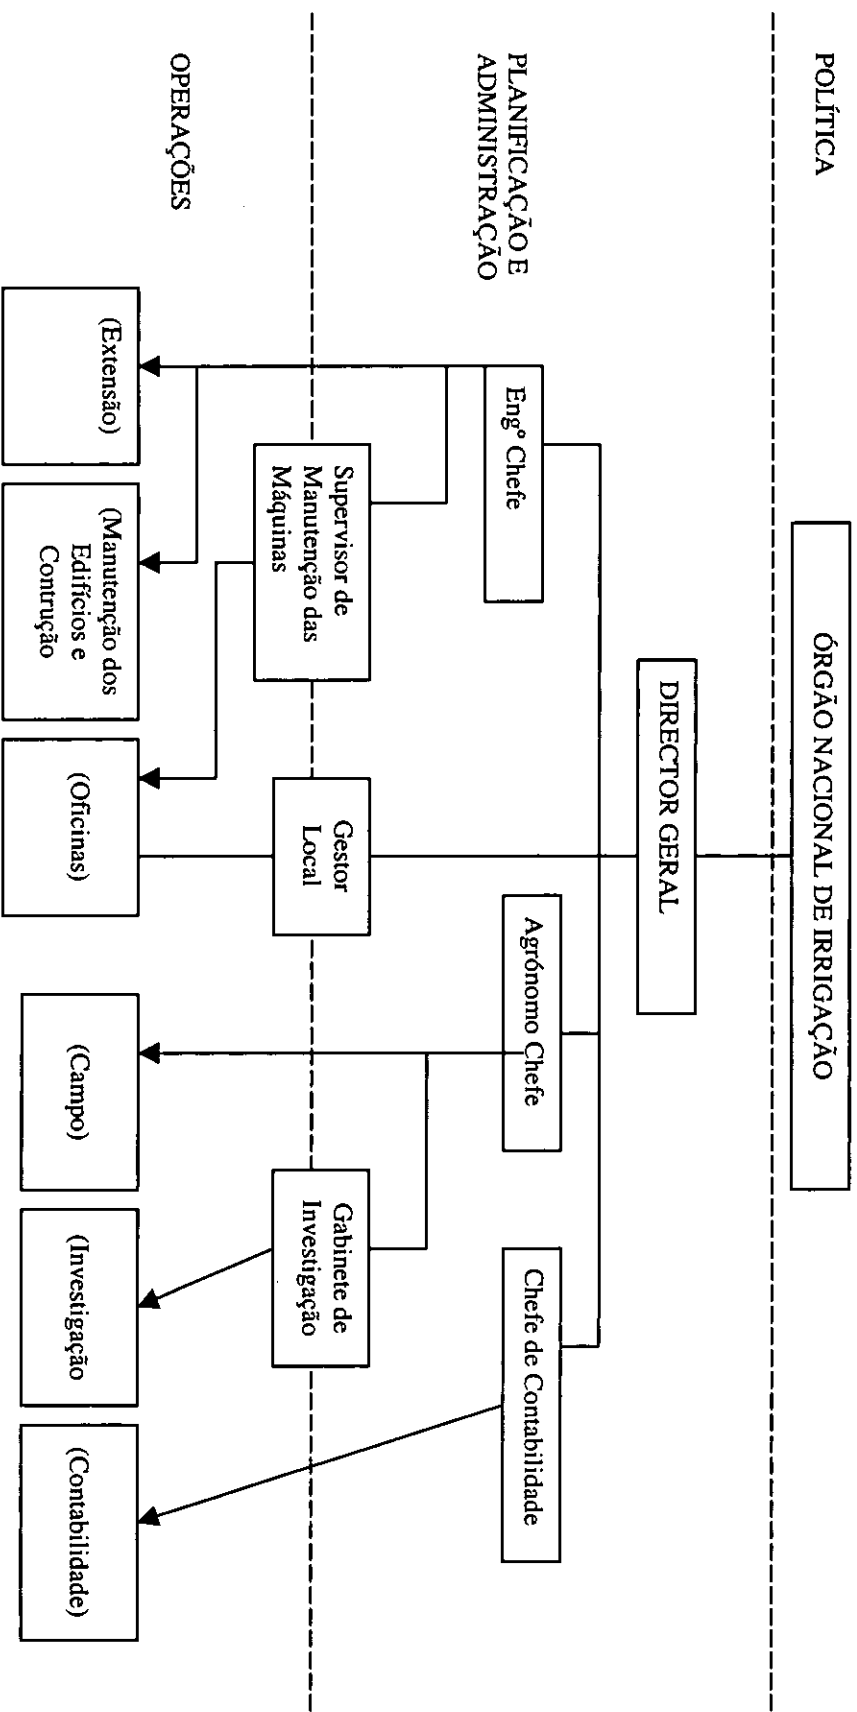 POLÍTICA
ÓRGÃO NACIONAL DE IRRIGAÇÃO
DIRECTOR GERAL
PLANIFICAÇÃO E
ADMINISTRAÇÃO
Engº Chefe
Agrónomo Chefe
Chefe de Contabilidade
Supervisor de
Manutenção das
Máquinas
Gestor
Local
Gabinete de
Investigação
OPERAÇÕES
(Extensão)
(Manutenção dos
Edifícios e
Contrução
(Oficinas)
(Campo)
(Investigação
(Contabilidade)